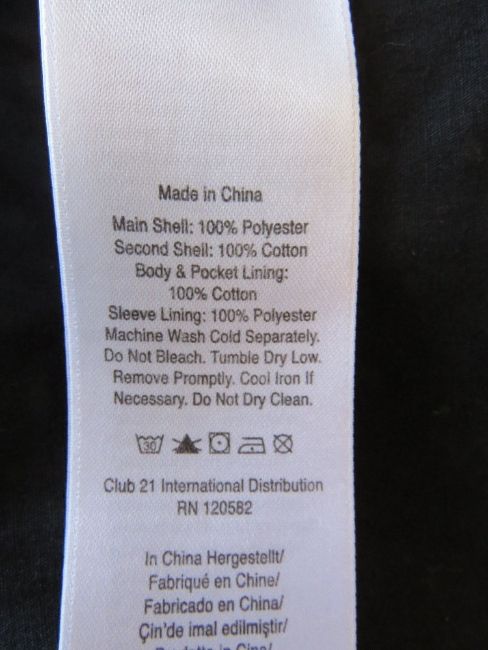 Made in China
Main Shell: 100% Polyester
Second Shell: 100% Cotton
Body & Pocket Lining:
100% Cotton
Sleeve Lining: 100% Polyester
Machine Wash Cold Separately.
Do Not Bleach. Tumble Dry Low.
Remove Promptly. Cool Iron If
Necessary. Do Not Dry Clean.
30
Club 21 International Distribution
RN 120582
In China Hergestellt/
Fabriqué en Chine/
Fabricado en China/
Çin'de imal edilmiştir/